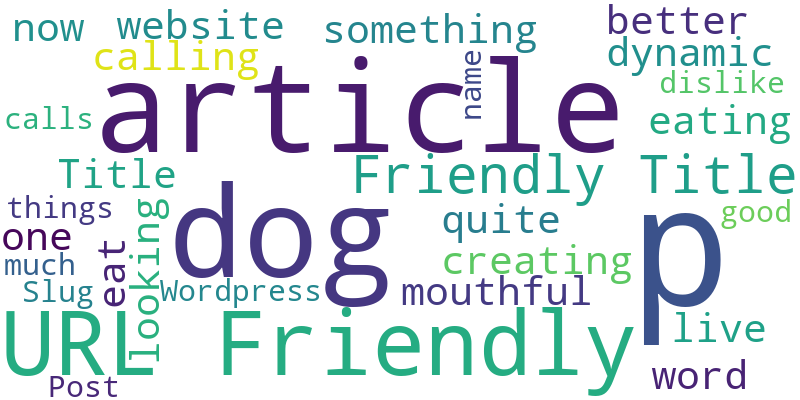 now website something better
calling dynamic
article name dislike
calls eating
Title Friendly Title
things dog quite p good
one looking creating
much eat
Slug Wordpress mouthful
URL Friendly live
Post word